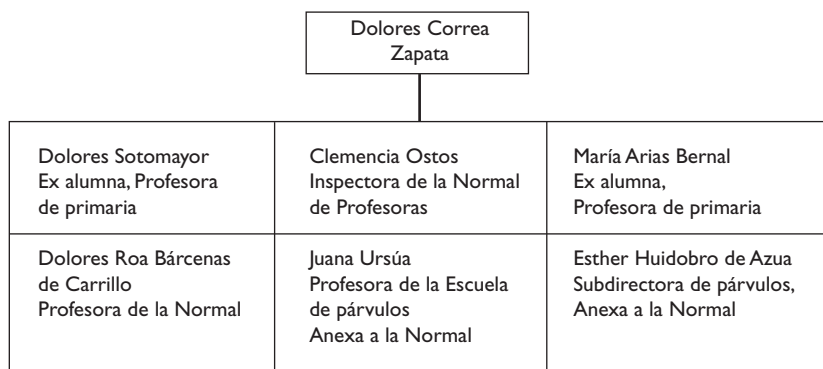 Dolores Correa
Zapata
Dolores Sotomayor
Ex alumna, Profesora
de primaria
Clemencia Ostos
Inspectora de la Normal
de Profesoras
María Arias Bernal
Ex alumna,
Profesora de primaria
Dolores Roa Bárcenas
de Carrillo
Profesora de la Normal
Juana Ursúa
Profesora de la Escuela
de párvulos
Anexa a la Normal
Esther Huidobro de Azua
Subdirectora de párvulos,
Anexa a la Normal